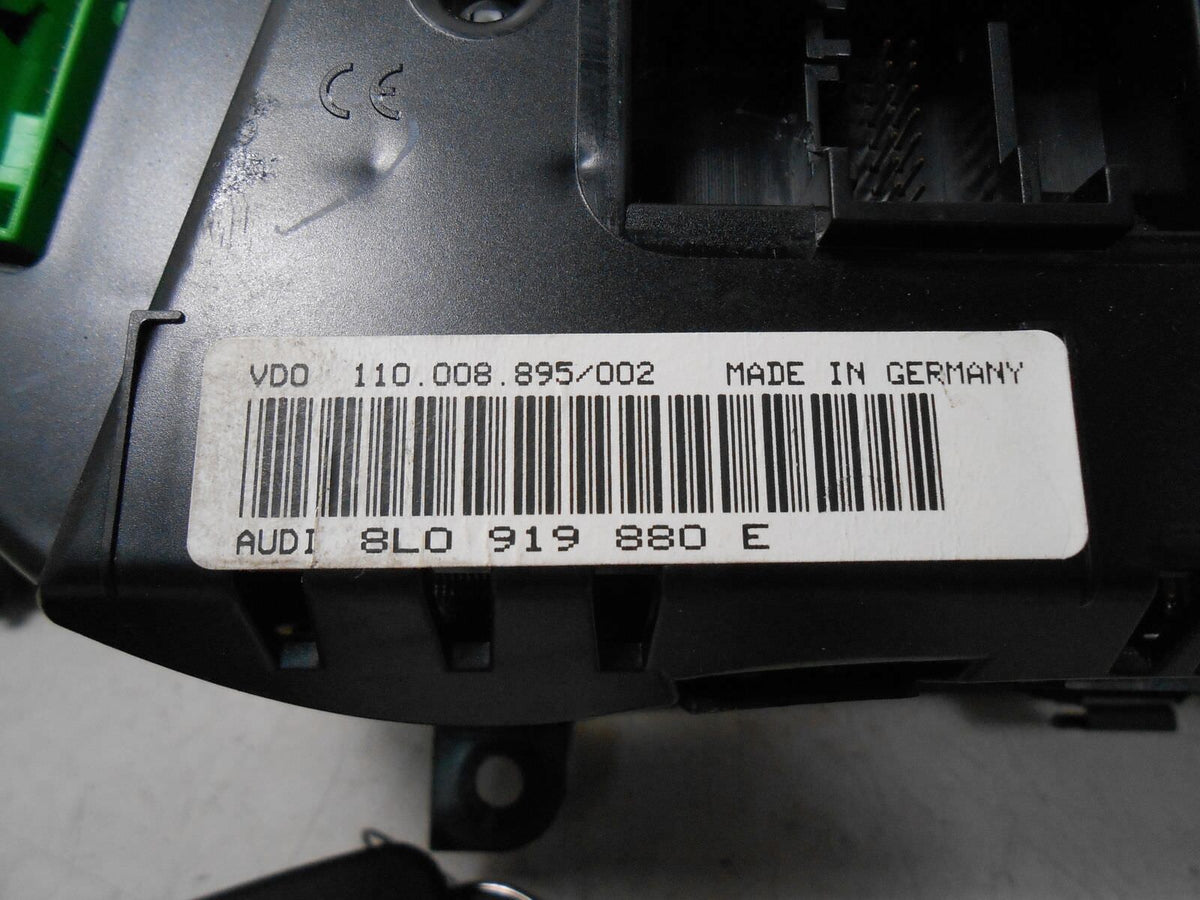 CE
VDO 110.008.895/002 MADE IN GERMANY
AUDI 8L0 919 880 E